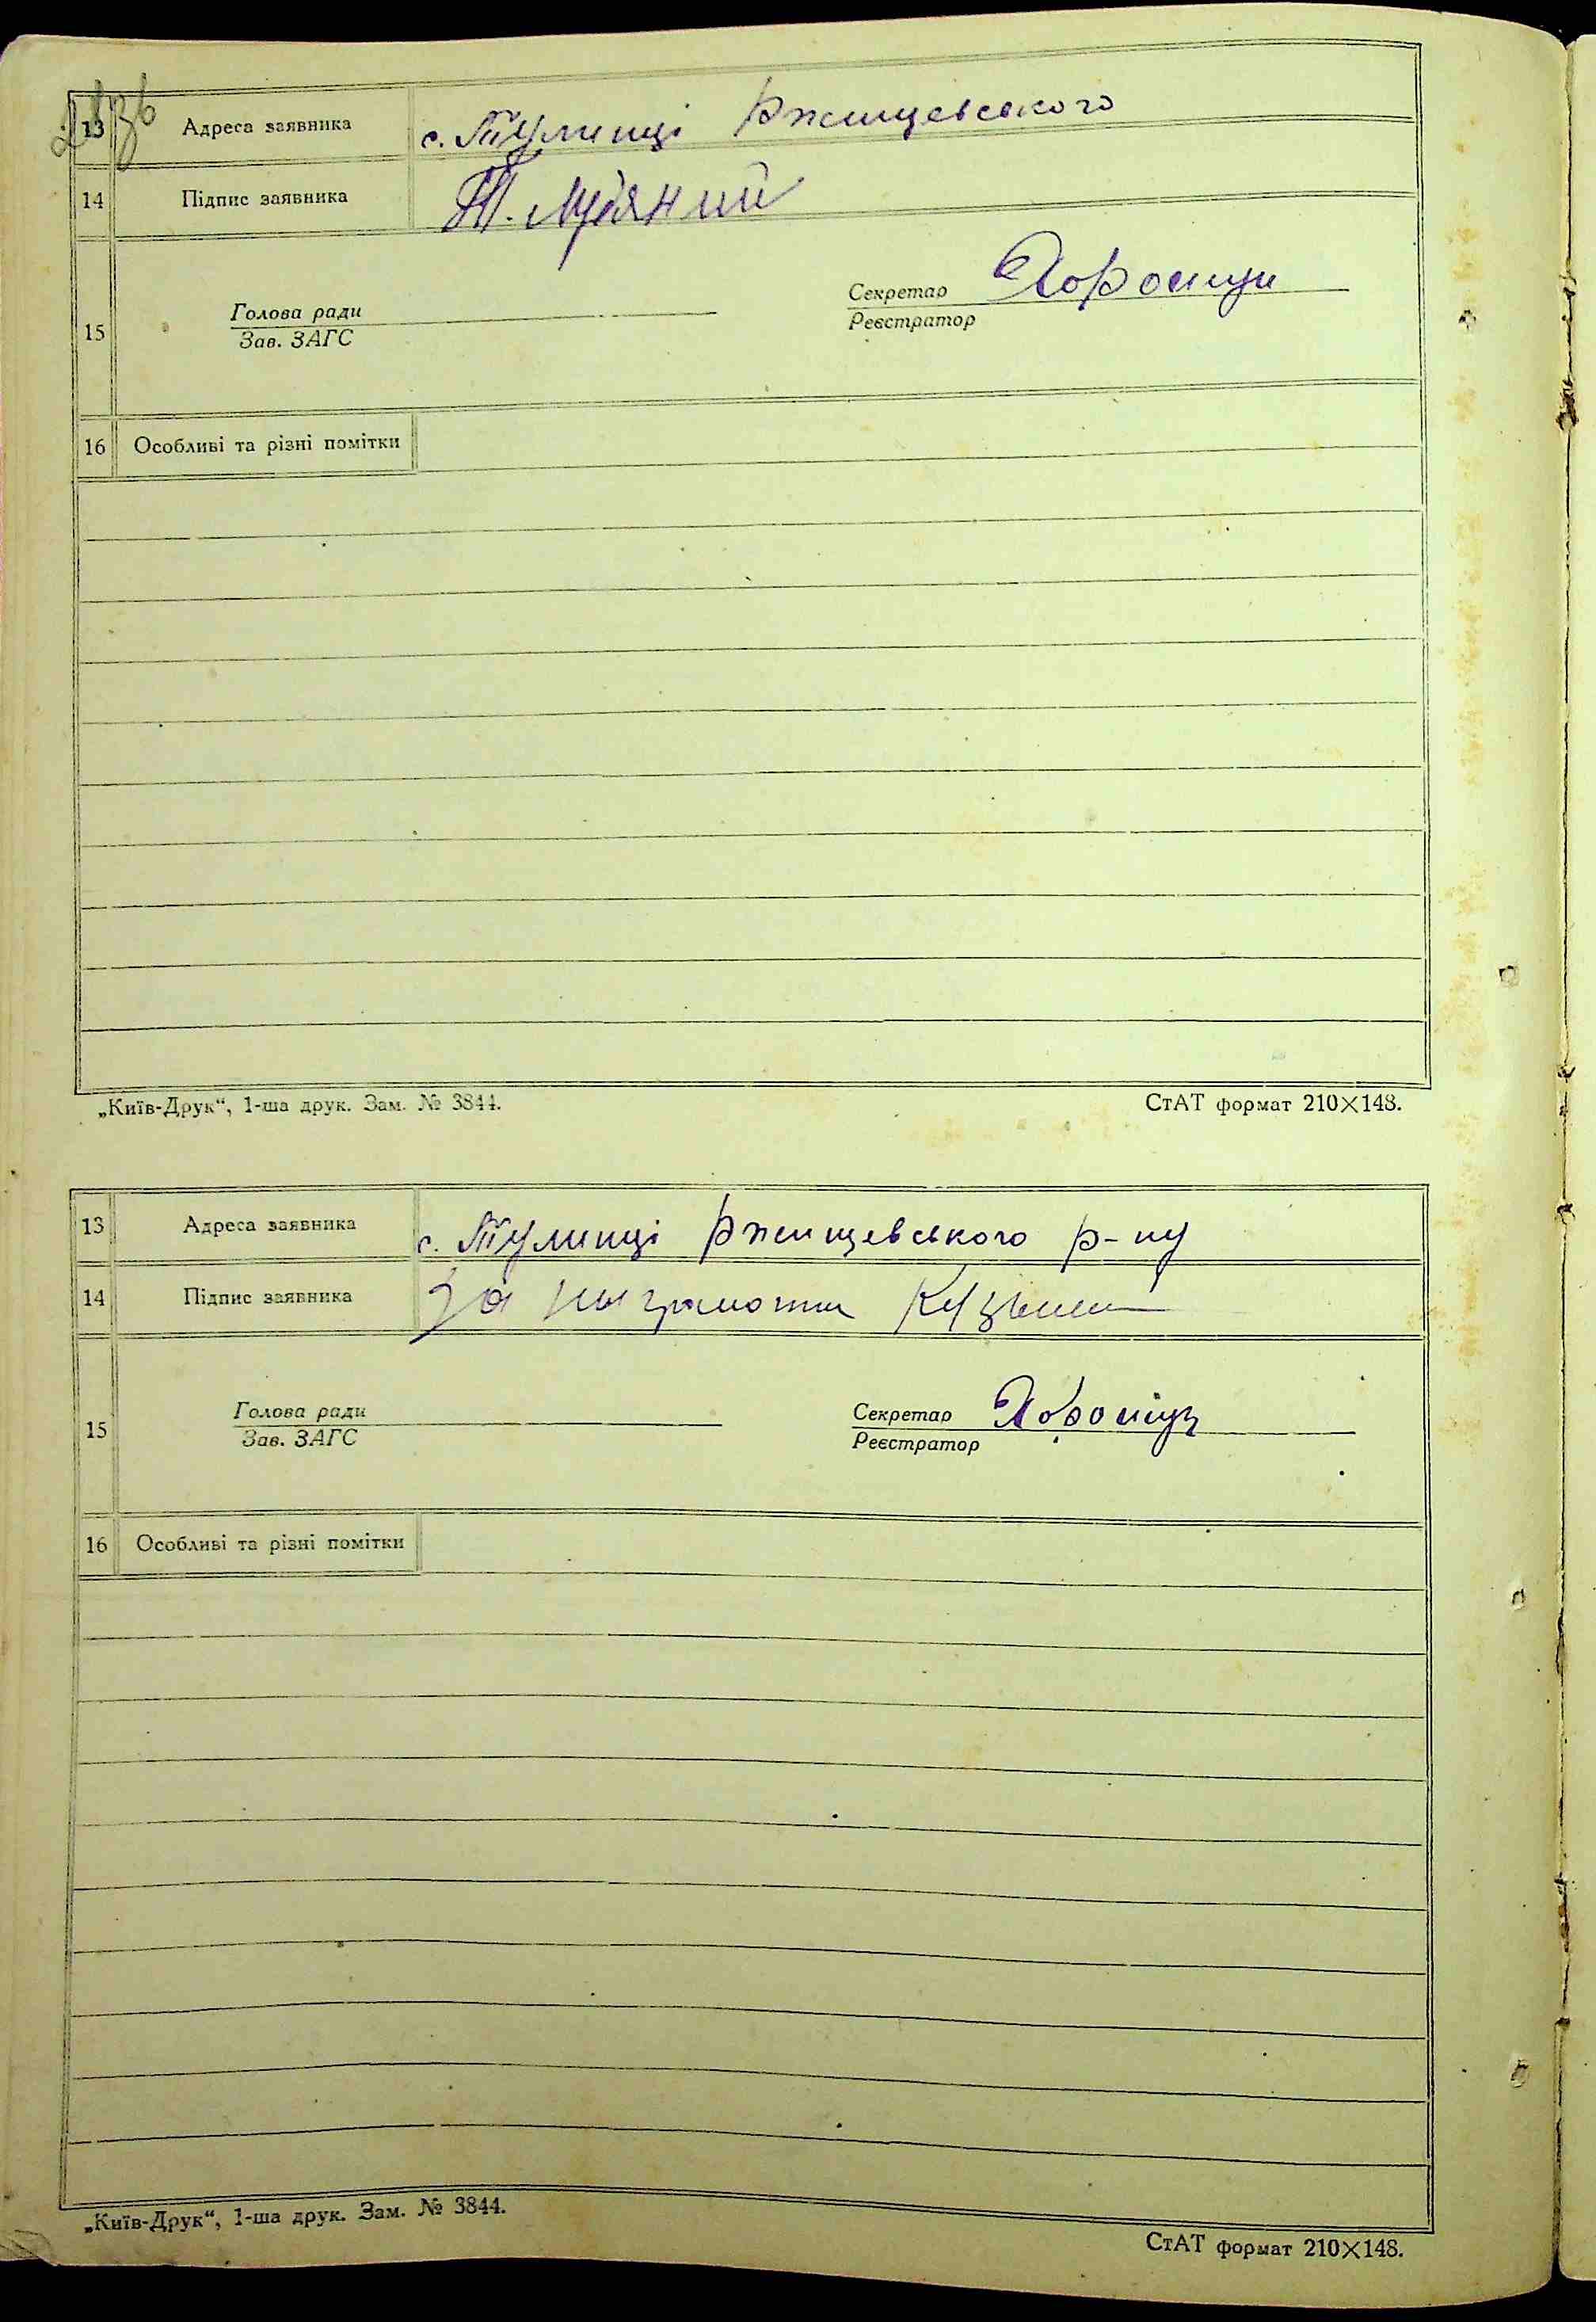 13 Адреса заявника с. Тулинці Ржищевського
14 Підпис заявника
15 Голова ради
Зав. ЗАГС
Секретар
Реєстратор
16 Особливі та різні помітки
„Київ-Друк“, 1-ша друк. Зам. № 3844.
СтАТ формат 210×148.
13 Адреса заявника с. Тулинці Ржищевського р-ну
14 Підпис заявника За
15 Голова ради
Зав. ЗАГС
Секретар
Реєстратор
16 Особливі та різні помітки
„Київ-Друк“, 1-ша друк. Зам. № 3844.
СтАТ формат 210×148.